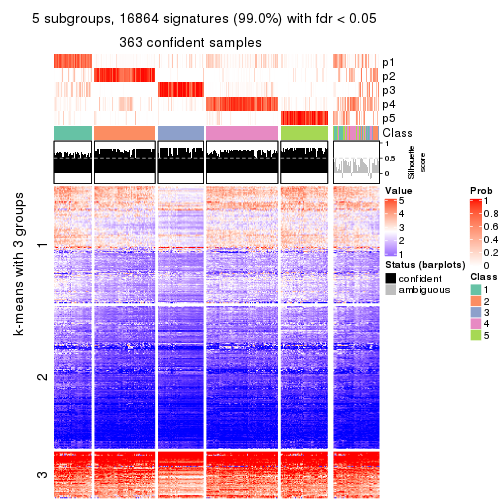 5 subgroups, 16864 signatures (99.0%) with fdr < 0.05
363 confident samples
p1
p2
p3
p4
p5
Class
1
0.5
0
Silhouette
score
k-means with 3 groups
1
2
3
Value
5
4
3
2
1
Status (barplots)
confident
ambiguous
Prob
1
0.8
0.6
0.4
0.2
0
Class
1
2
3
4
5